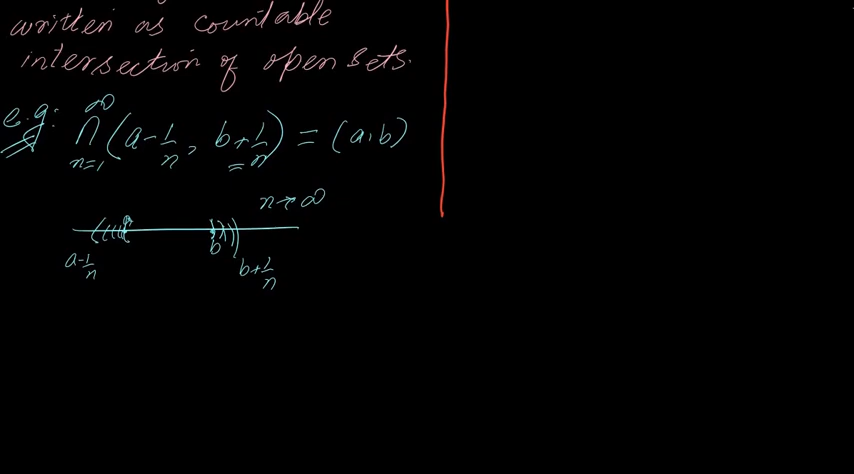 written as countable
intersection of open sets.
e.g:
∞
∩ (a - 1/n, b + 1/n) = (a, b)
n=1
n → ∞
a
b
a - 1/n
b + 1/n